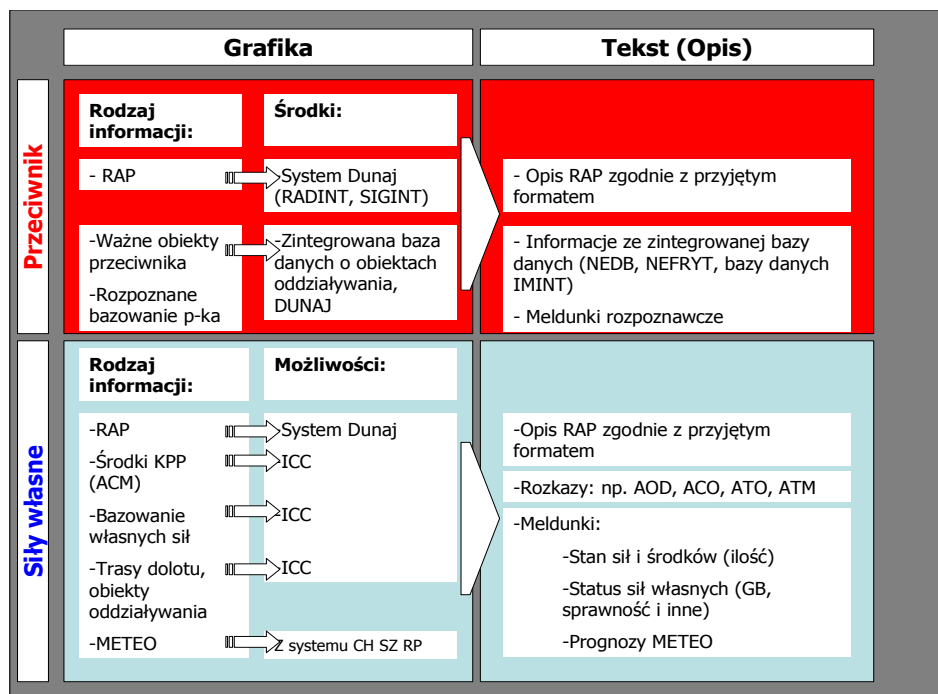 Grafika
Tekst (Opis)
Przeciwnik
Rodzaj
informacji:
Środki:
- RAP
-System Dunaj
(RADINT, SIGINT)
-Ważne obiekty
przeciwnika
-Rozpoznane
bazowanie p-ka
-Zintegrowana baza
danych o obiektach
oddziaływania,
DUNAJ
- Opis RAP zgodnie z przyjętym
formatem
- Informacje ze zintegrowanej bazy
danych (NEDB, NEFRYT, bazy danych
IMINT)
- Meldunki rozpoznawcze
Siły własne
Rodzaj
informacji:
Możliwości:
-RAP
-System Dunaj
-Środki KPP
(ACM)
-ICC
-Bazowanie
własnych sił
-ICC
-Trasy dolotu,
obiekty
oddziaływania
-ICC
-METEO
Z systemu CH SZ RP
-Opis RAP zgodnie z przyjętym
formatem
-Rozkazy: np. AOD, ACO, ATO, ATM
-Meldunki:
-Stan sił i środków (ilość)
-Status sił własnych (GB,
sprawność i inne)
-Prognozy METEO